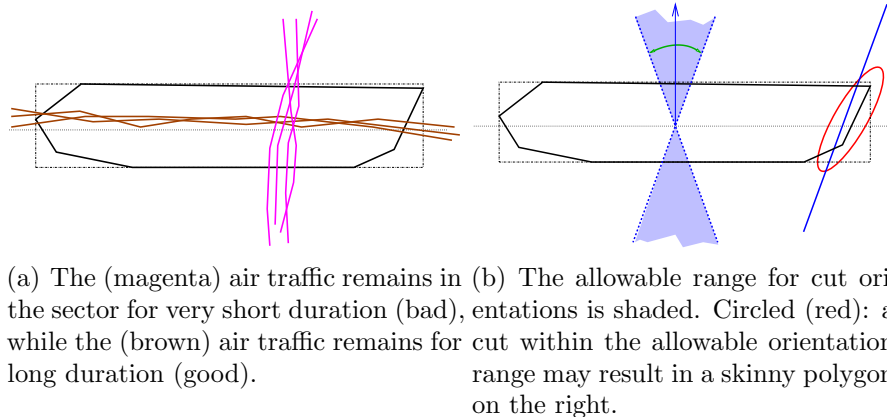 (a) The (magenta) air traffic remains in
the sector for very short duration (bad),
while the (brown) air traffic remains for
long duration (good).
(b) The allowable range for cut ori
entations is shaded. Circled (red): a
cut within the allowable orientation
range may result in a skinny polygon
on the right.